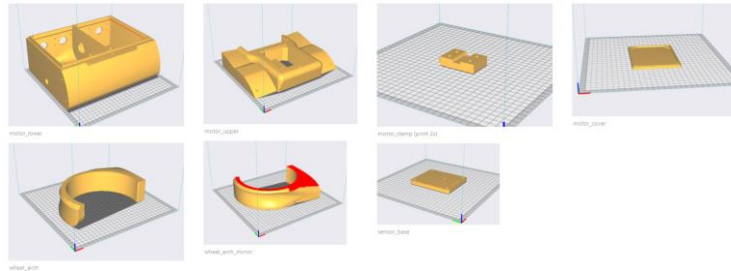 motor_lower
motor_upper
motor_clamp (print 2x)
motor_cover
wheel_arch
wheel_arch_mirror
sensor_base